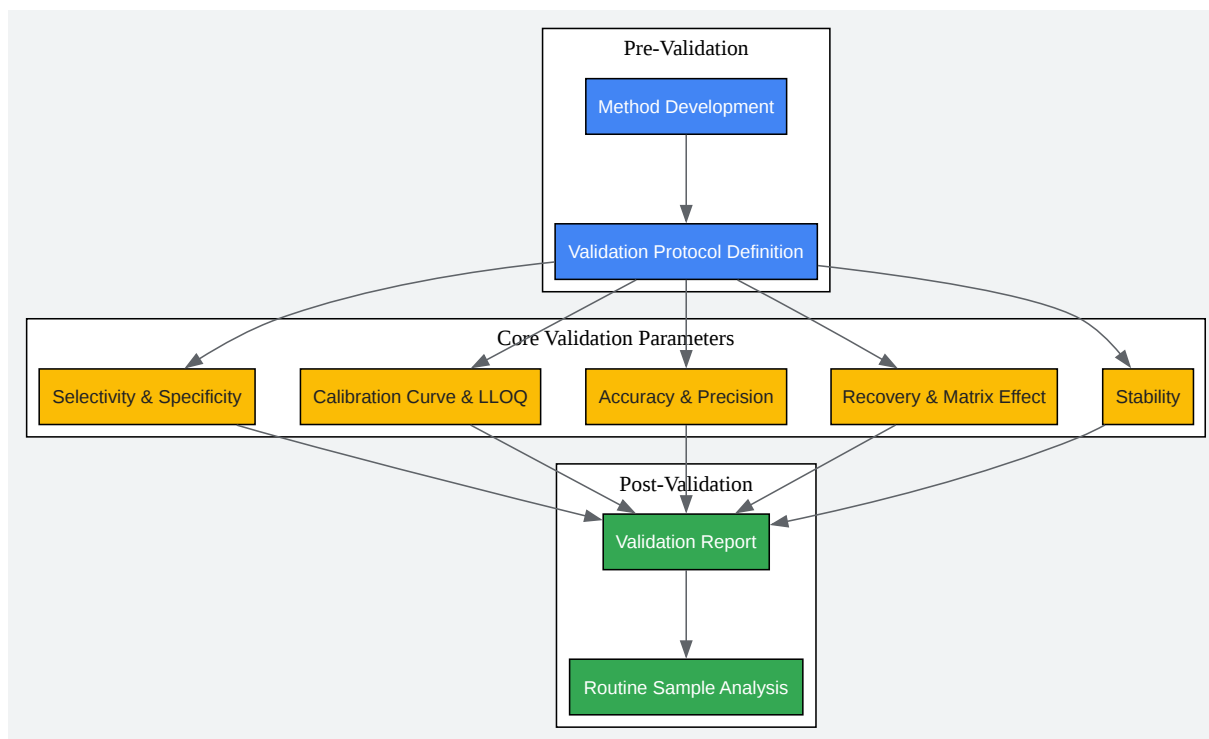 Pre-Validation
Method Development
Validation Protocol Definition
Core Validation Parameters
Selectivity & Specificity
Calibration Curve & LLOQ
Accuracy & Precision
Recovery & Matrix Effect
Stability
Post-Validation
Validation Report
Routine Sample Analysis